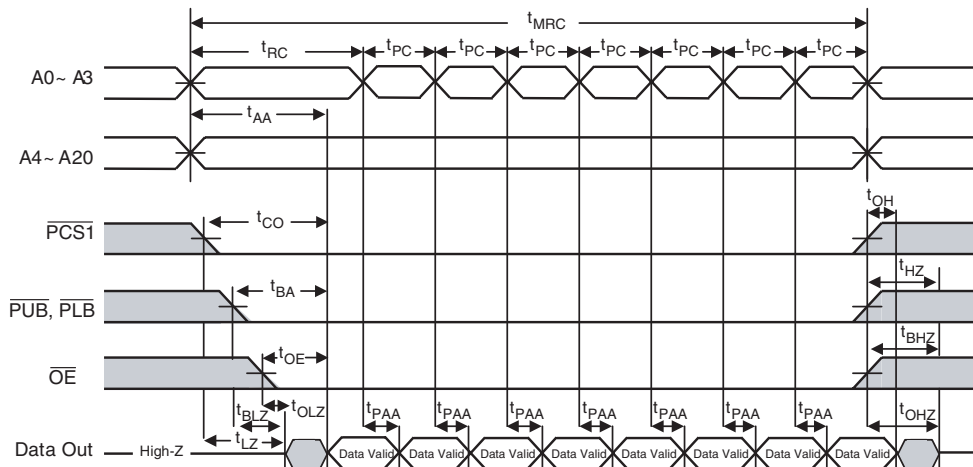 tMRC
tRC tPC tPC tPC tPC tPC tPC tPC
A0~ A3
tAA
A4~ A20
tOH
tCO
PCS1
tHZ
tBA
PUB, PLB
tBHZ
tOE
OE
tOLZ
tBLZ tPAA tPAA tPAA tPAA tPAA tPAA tPAA tOHZ
tLZ
Data Out High-Z Data Valid Data Valid Data Valid Data Valid Data Valid Data Valid Data Valid Data Valid